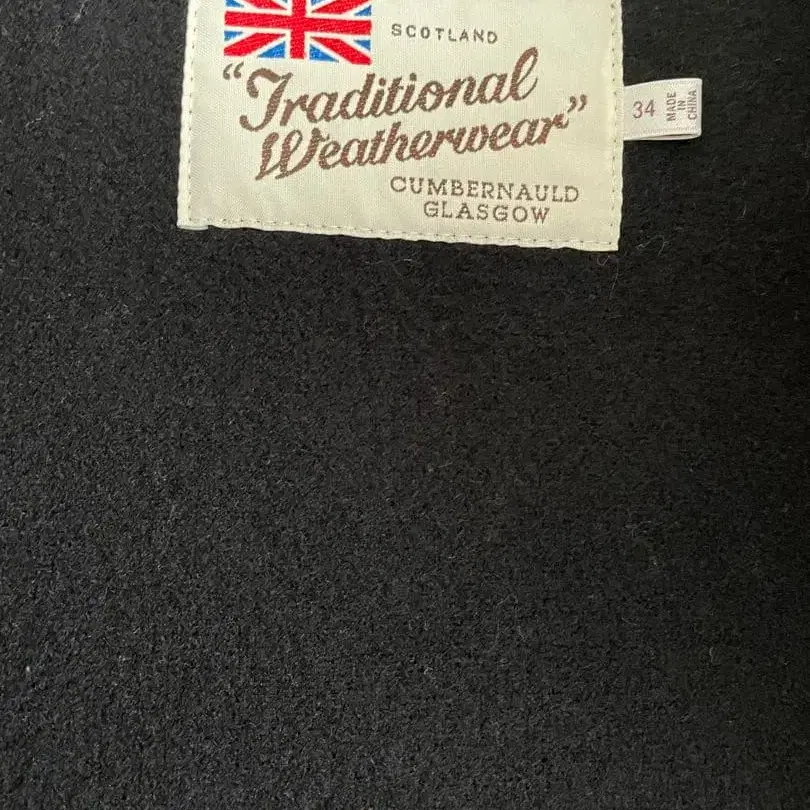 SCOTLAND
“Traditional
Weatherwear”
CUMBERNAULD
GLASGOW
34
MADE
IN
CHINA